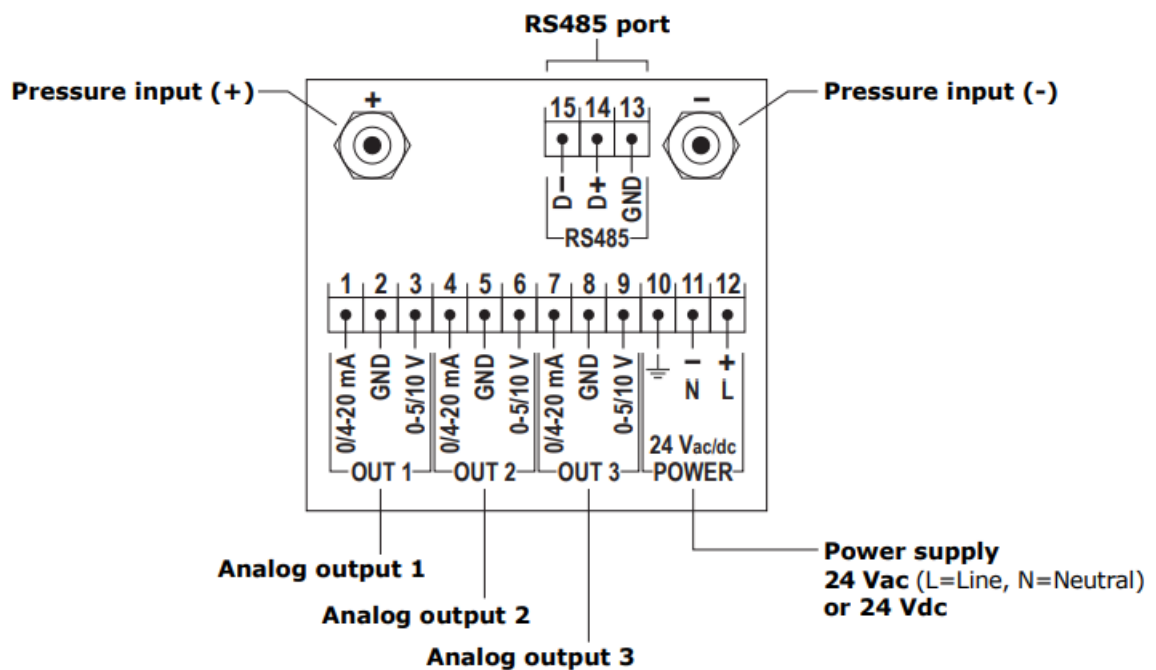 RS485 port
Pressure input (+)
Pressure input (-)
+
15 14 13
−
D− D+ GND
RS485
1 2 3 4 5 6 7 8 9 10 11 12
0/4-20 mA GND 0-5/10 V 0/4-20 mA GND 0-5/10 V 0/4-20 mA GND 0-5/10 V − +
N L
24 Vac/dc
OUT 1 OUT 2 OUT 3 POWER
Analog output 1
Analog output 2
Analog output 3
Power supply
24 Vac (L=Line, N=Neutral)
or 24 Vdc